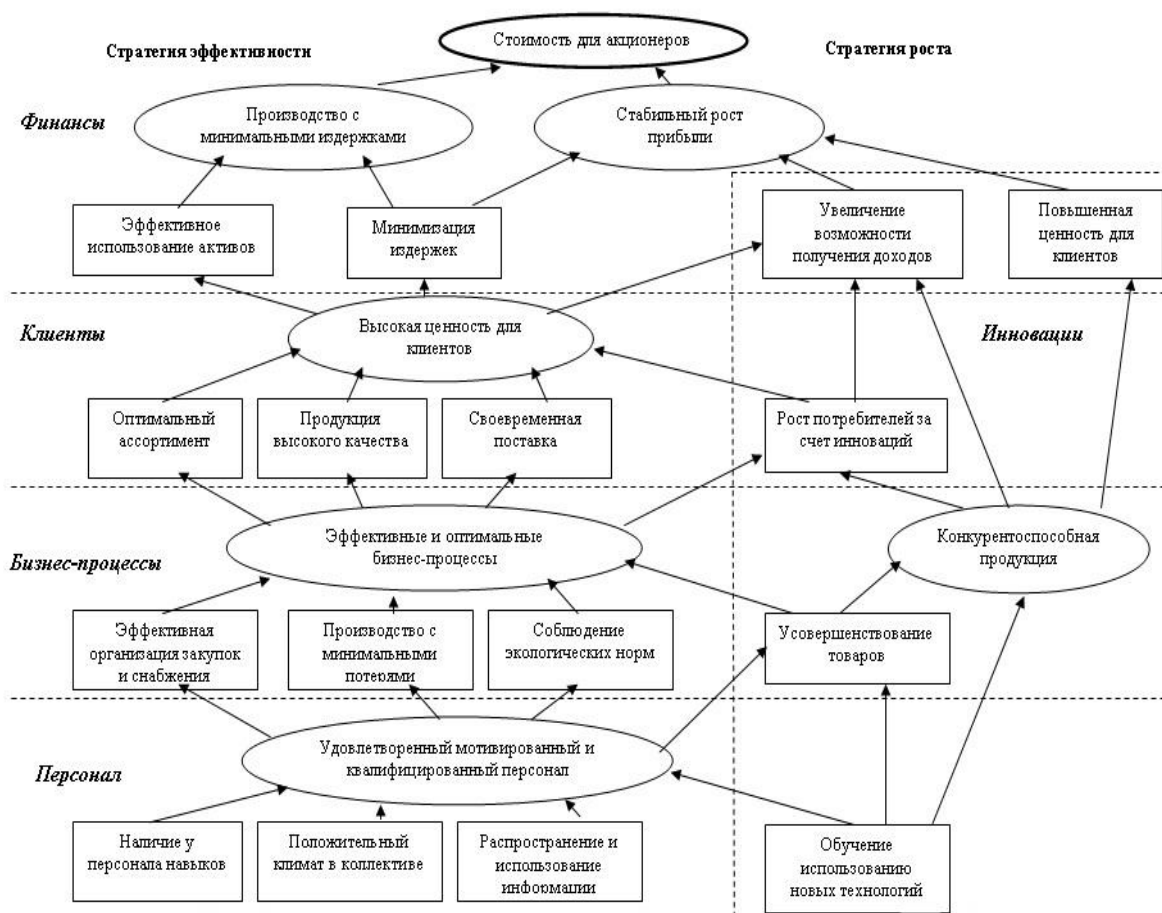 Стратегия эффективности
Стоимость для акционеров
Стратегия роста
Финансы
Производство с
минимальными издержками
Стабильный рост
прибыли
Эффективное
использование активов
Минимизация
издержек
Увеличение
возможности
получения доходов
Повышенная
ценность для
клиентов
Клиенты
Высокая ценность для
клиентов
Инновации
Оптимальный
ассортимент
Продукция
высокого качества
Своевременная
поставка
Рост потребителей за
счет инноваций
Бизнес-процессы
Эффективные и оптимальные
бизнес-процессы
Конкурентоспособная
продукция
Эффективная
организация закупок
и снабжения
Производство с
минимальными
потерями
Соблюдение
экологических норм
Усовершенствование
товаров
Персонал
Удовлетворенный мотивированный и
квалифицированный персонал
Наличие у
персонала навыков
Положительный
климат в коллективе
Распространение и
использование
информации
Обучение
использованию
новых технологий